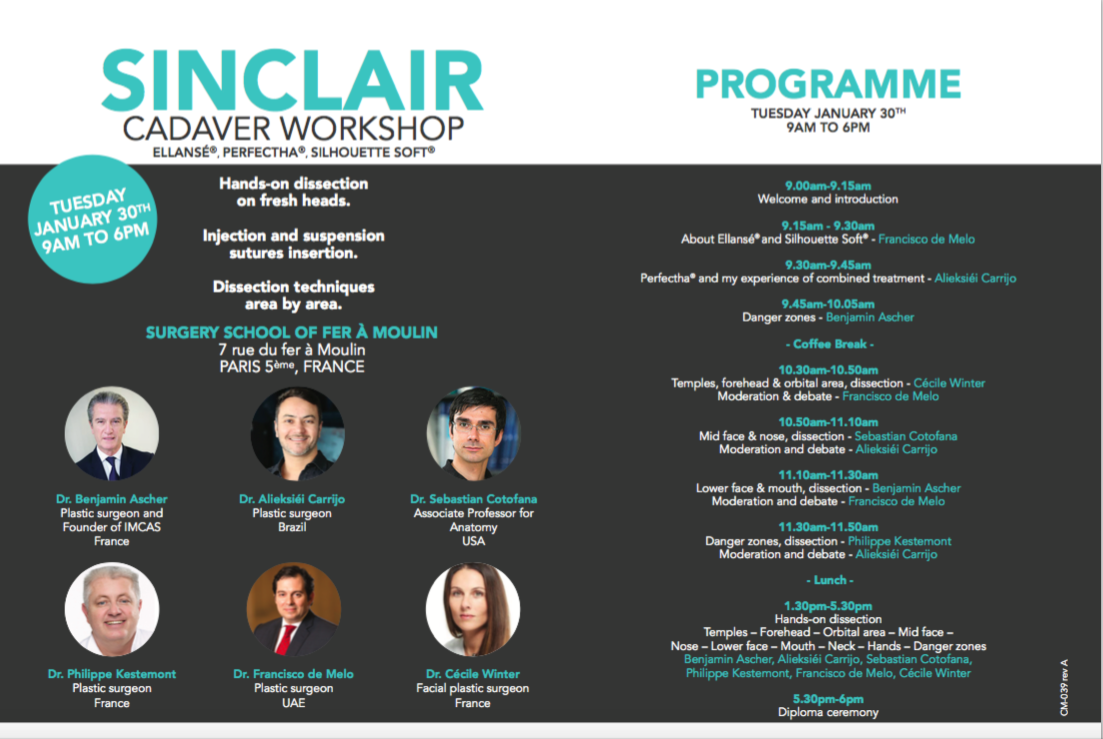 SINCLAIR
CADAVER WORKSHOP
ELLANSÉ®, PERFECTHA®, SILHOUETTE SOFT®
TUESDAY
JANUARY 30TH
9AM TO 6PM
Hands-on dissection
on fresh heads.
Injection and suspension
sutures insertion.
Dissection techniques
area by area.
SURGERY SCHOOL OF FER À MOULIN
7 rue du fer à Moulin
PARIS 5ème, FRANCE
Dr. Benjamin Ascher
Plastic surgeon and
Founder of IMCAS
France
Dr. Alieksiéi Carrijo
Plastic surgeon
Brazil
Dr. Sebastian Cotofana
Associate Professor for
Anatomy
USA
Dr. Philippe Kestemont
Plastic surgeon
France
Dr. Francisco de Melo
Plastic surgeon
UAE
Dr. Cécile Winter
Facial plastic surgeon
France
PROGRAMME
TUESDAY JANUARY 30TH
9AM TO 6PM
9.00am-9.15am
Welcome and introduction
9.15am - 9.30am
About Ellansé® and Silhouette Soft® - Francisco de Melo
9.30am-9.45am
Perfectha® and my experience of combined treatment - Alieksiéi Carrijo
9.45am-10.05am
Danger zones - Benjamin Ascher
- Coffee Break -
10.30am-10.50am
Temples, forehead & orbital area, dissection - Cécile Winter
Moderation & debate - Francisco de Melo
10.50am-11.10am
Mid face & nose, dissection - Sebastian Cotofana
Moderation and debate - Alieksiéi Carrijo
11.10am-11.30am
Lower face & mouth, dissection - Benjamin Ascher
Moderation and debate - Francisco de Melo
11.30am-11.50am
Danger zones, dissection - Philippe Kestemont
Moderation and debate - Alieksiéi Carrijo
- Lunch -
1.30pm-5.30pm
Hands-on dissection
Temples – Forehead – Orbital area – Mid face –
Nose – Lower face – Mouth – Neck – Hands – Danger zones
Benjamin Ascher, Alieksiéi Carrijo, Sebastian Cotofana,
Philippe Kestemont, Francisco de Melo, Cécile Winter
5.30pm-6pm
Diploma ceremony
CM-039 rev A